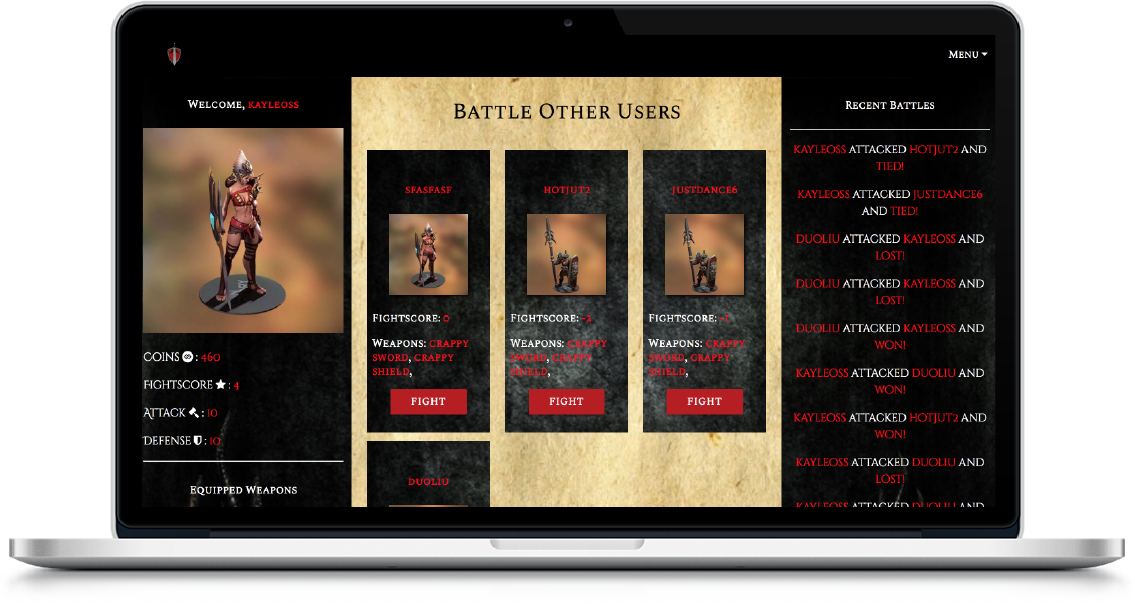 MENU
WELCOME, KAYLEOSS
COINS : 460
FIGHTSCORE : 4
ATTACK : 10
DEFENSE : 10
EQUIPPED WEAPONS
BATTLE OTHER USERS
SFASFASF
FIGHTSCORE: 0
WEAPONS: CRAPPY
SWORD, CRAPPY
SHIELD,
FIGHT
HOTJUT2
FIGHTSCORE: -2
WEAPONS: CRAPPY
SWORD, CRAPPY
SHIELD,
FIGHT
JUSTDANCE6
FIGHTSCORE: -1
WEAPONS: CRAPPY
SWORD, CRAPPY
SHIELD,
FIGHT
DUOLIU
RECENT BATTLES
KAYLEOSS ATTACKED HOTJUT2 AND
TIED!
KAYLEOSS ATTACKED JUSTDANCE6
AND TIED!
DUOLIU ATTACKED KAYLEOSS AND
LOST!
DUOLIU ATTACKED KAYLEOSS AND
LOST!
DUOLIU ATTACKED KAYLEOSS AND
WON!
KAYLEOSS ATTACKED DUOLIU AND
WON!
KAYLEOSS ATTACKED HOTJUT2 AND
WON!
KAYLEOSS ATTACKED DUOLIU AND
LOST!
KAYLEOSS ATTACKED DUOLIU AND